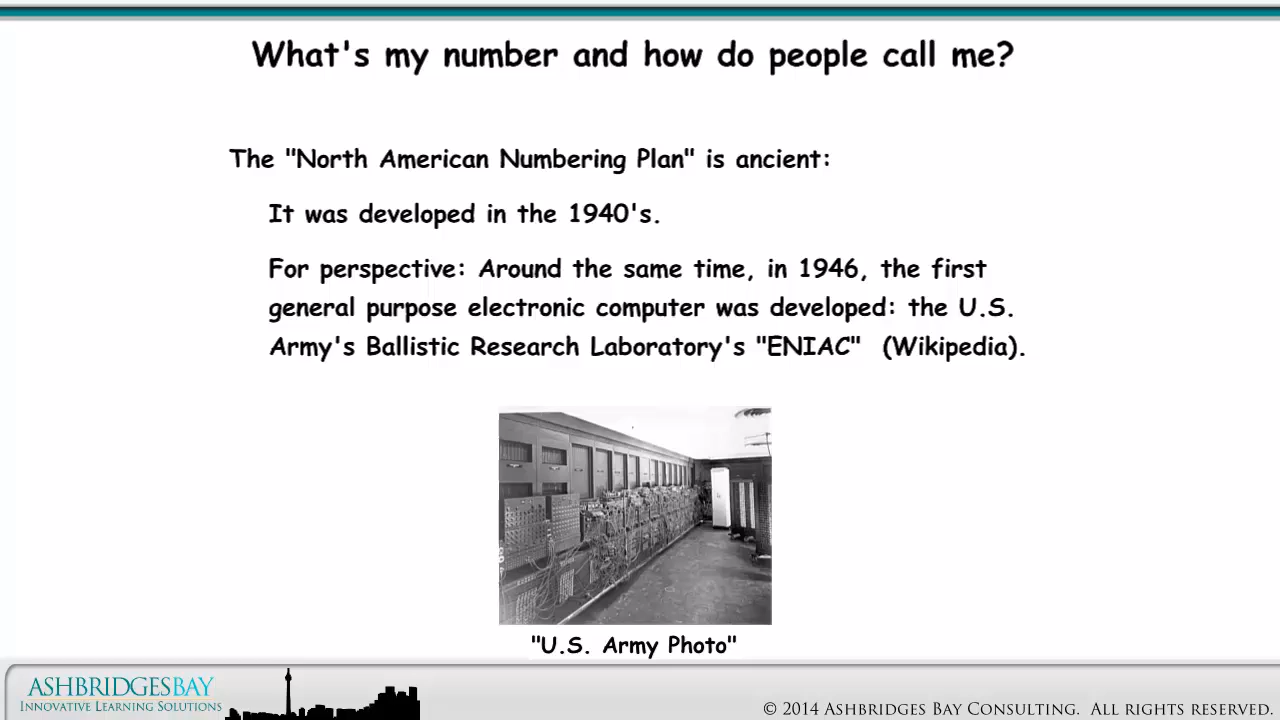 What's my number and how do people call me?
The "North American Numbering Plan" is ancient:
It was developed in the 1940's.
For perspective: Around the same time, in 1946, the first
general purpose electronic computer was developed: the U.S.
Army's Ballistic Research Laboratory's "ENIAC"  (Wikipedia).
"U.S. Army Photo"
ASHBRIDGESBAY
INNOVATIVE LEARNING SOLUTIONS
© 2014 ASHBRIDGES BAY CONSULTING. ALL RIGHTS RESERVED.